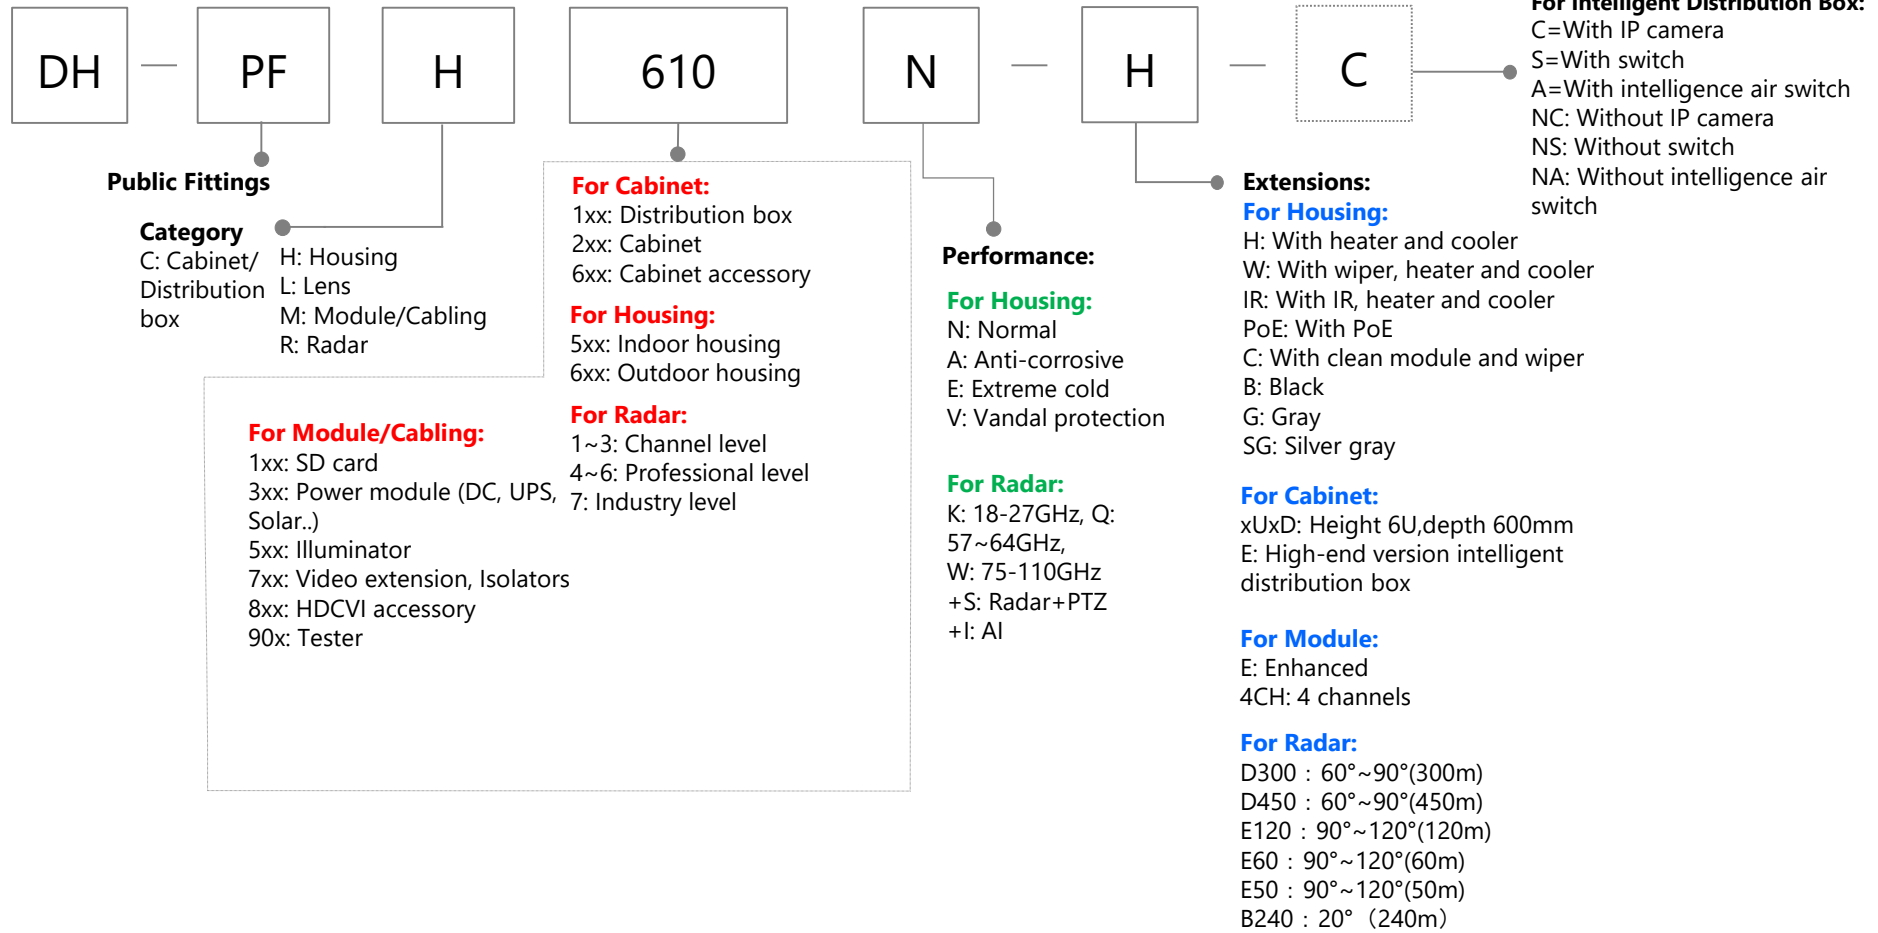 DH — PF H 610 N — H — C
For Intelligent Distribution Box:
C=With IP camera
S=With switch
A=With intelligence air switch
NC: Without IP camera
NS: Without switch
NA: Without intelligence air
switch
Public Fittings
Category
C: Cabinet/
Distribution
box
H: Housing
L: Lens
M: Module/Cabling
R: Radar
For Cabinet:
1xx: Distribution box
2xx: Cabinet
6xx: Cabinet accessory
For Housing:
5xx: Indoor housing
6xx: Outdoor housing
For Radar:
1~3: Channel level
4~6: Professional level
7: Industry level
For Module/Cabling:
1xx: SD card
3xx: Power module (DC, UPS,
Solar..)
5xx: Illuminator
7xx: Video extension, Isolators
8xx: HDCVI accessory
90x: Tester
Performance:
For Housing:
N: Normal
A: Anti-corrosive
E: Extreme cold
V: Vandal protection
For Radar:
K: 18-27GHz, Q:
57~64GHz,
W: 75-110GHz
+S: Radar+PTZ
+I: AI
Extensions:
For Housing:
H: With heater and cooler
W: With wiper, heater and cooler
IR: With IR, heater and cooler
PoE: With PoE
C: With clean module and wiper
B: Black
G: Gray
SG: Silver gray
For Cabinet:
xUxD: Height 6U,depth 600mm
E: High-end version intelligent
distribution box
For Module:
E: Enhanced
4CH: 4 channels
For Radar:
D300：60°~90°(300m)
D450：60°~90°(450m)
E120：90°~120°(120m)
E60：90°~120°(60m)
E50：90°~120°(50m)
B240：20°（240m）